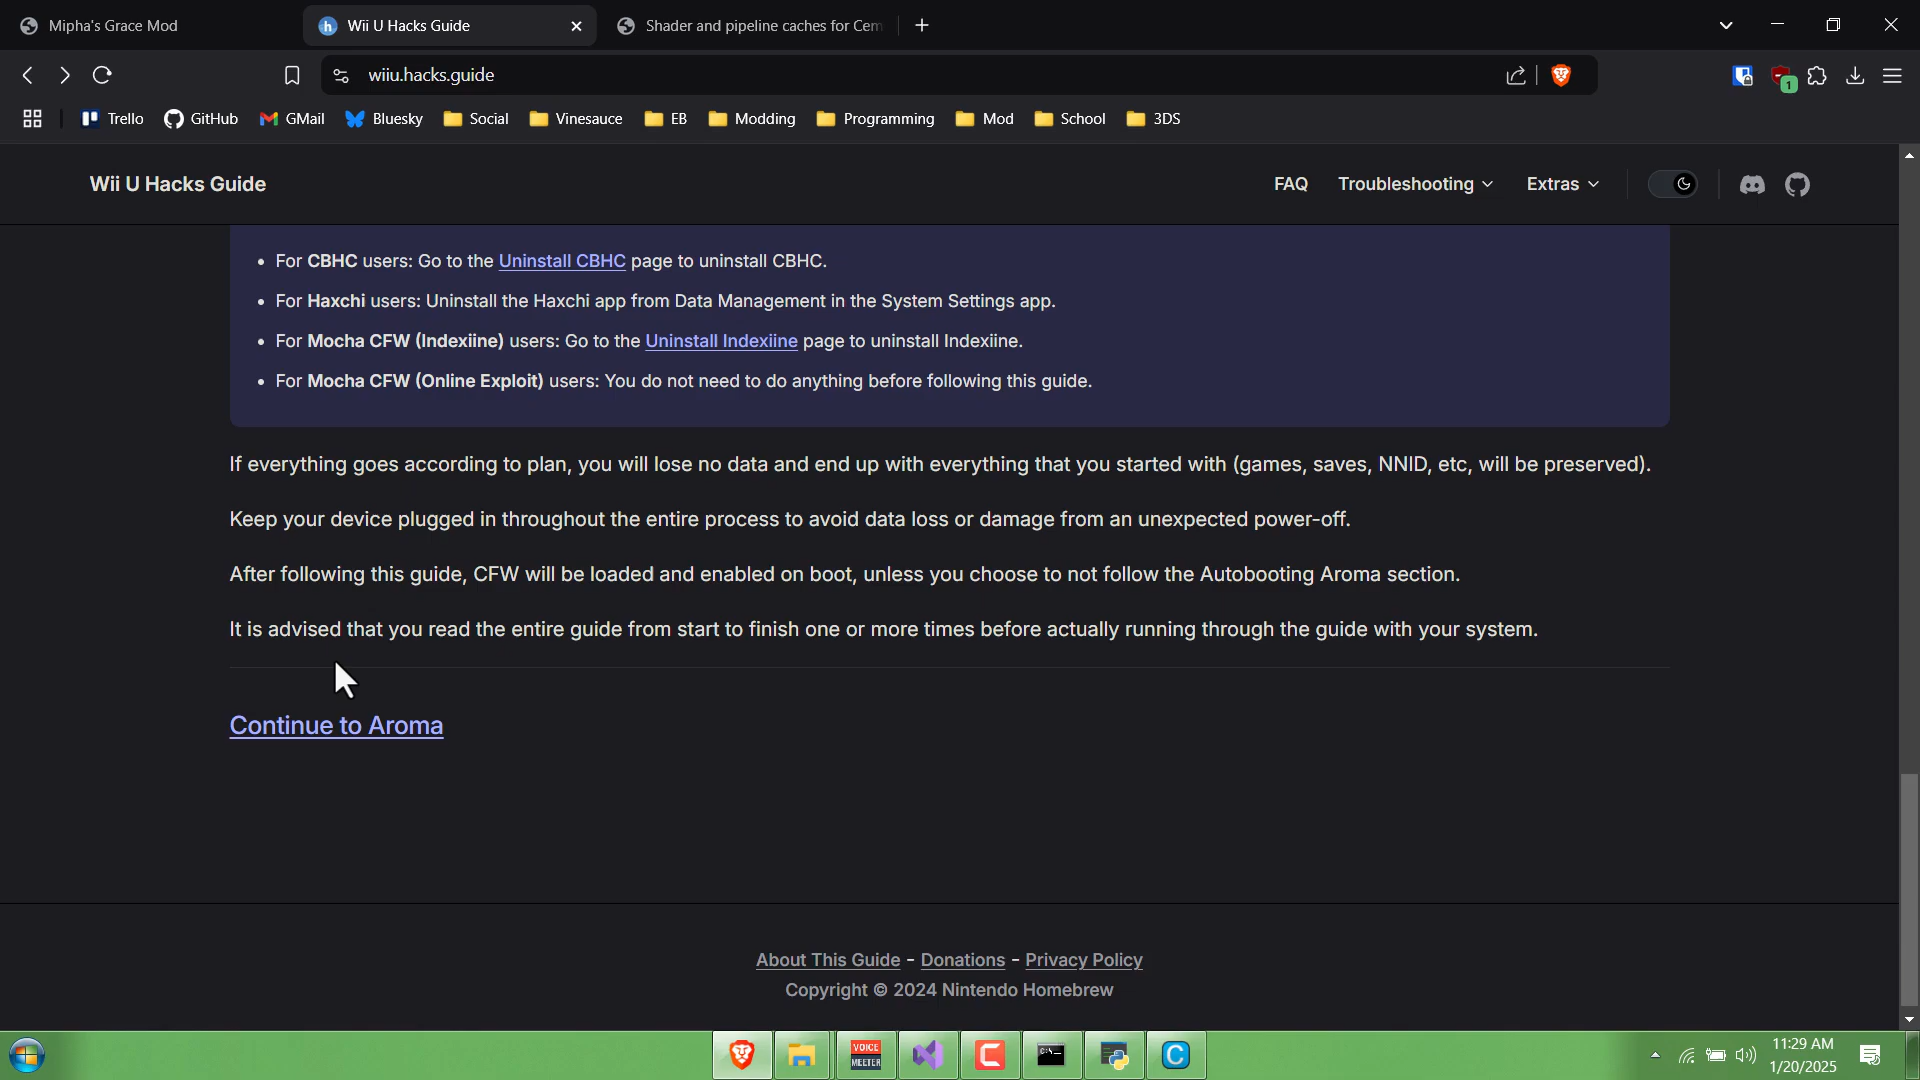 Mipha's Grace Mod
Wii U Hacks Guide
Shader and pipeline caches for Cem
wiiu.hacks.guide
1
Trello
GitHub
GMail
Bluesky
Social
Vinesauce
EB
Modding
Programming
Mod
School
3DS
Wii U Hacks Guide
FAQ
Troubleshooting
Extras
• For CBHC users: Go to the Uninstall CBHC page to uninstall CBHC.
• For Haxchi users: Uninstall the Haxchi app from Data Management in the System Settings app.
• For Mocha CFW (Indexiine) users: Go to the Uninstall Indexiine page to uninstall Indexiine.
• For Mocha CFW (Online Exploit) users: You do not need to do anything before following this guide.
If everything goes according to plan, you will lose no data and end up with everything that you started with (games, saves, NNID, etc, will be preserved).
Keep your device plugged in throughout the entire process to avoid data loss or damage from an unexpected power-off.
After following this guide, CFW will be loaded and enabled on boot, unless you choose to not follow the Autobooting Aroma section.
It is advised that you read the entire guide from start to finish one or more times before actually running through the guide with your system.
Continue to Aroma
About This Guide - Donations - Privacy Policy
Copyright © 2024 Nintendo Homebrew
VOICE
MEETER
C:\_
C
11:29 AM
1/20/2025